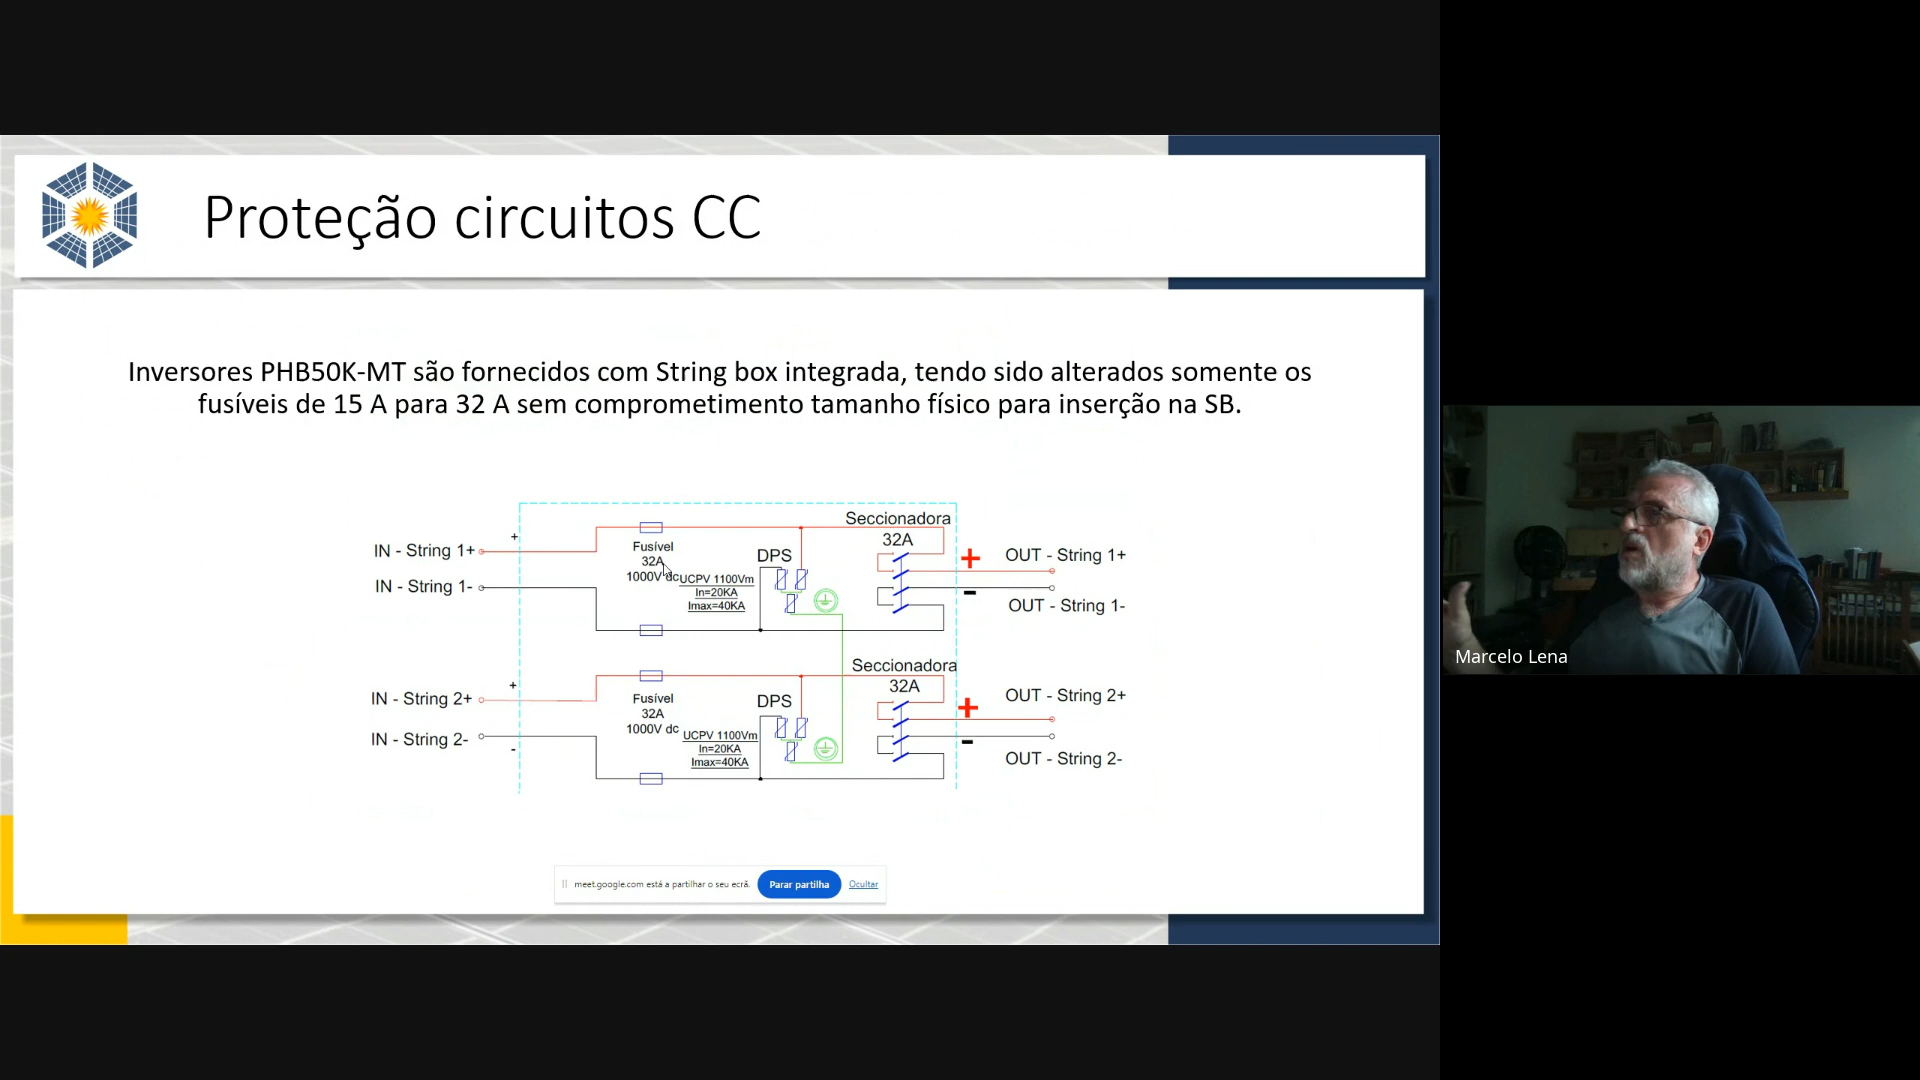 Proteção circuitos CC
Inversores PHB50K-MT são fornecidos com String box integrada, tendo sido alterados somente os
fusíveis de 15 A para 32 A sem comprometimento tamanho físico para inserção na SB.
Seccionadora
32A
+
IN - String 1+
IN - String 1-
Fusível
32A
1000V dc
DPS
UCPV 1100Vm
In=20KA
Imax=40KA
+
-
OUT - String 1+
OUT - String 1-
Seccionadora
32A
+
IN - String 2+
IN - String 2-
-
Fusível
32A
1000V dc
DPS
UCPV 1100Vm
In=20KA
Imax=40KA
+
-
OUT - String 2+
OUT - String 2-
meet.google.com está a partilhar o seu ecrã.
Parar partilha
Ocultar
Marcelo Lena